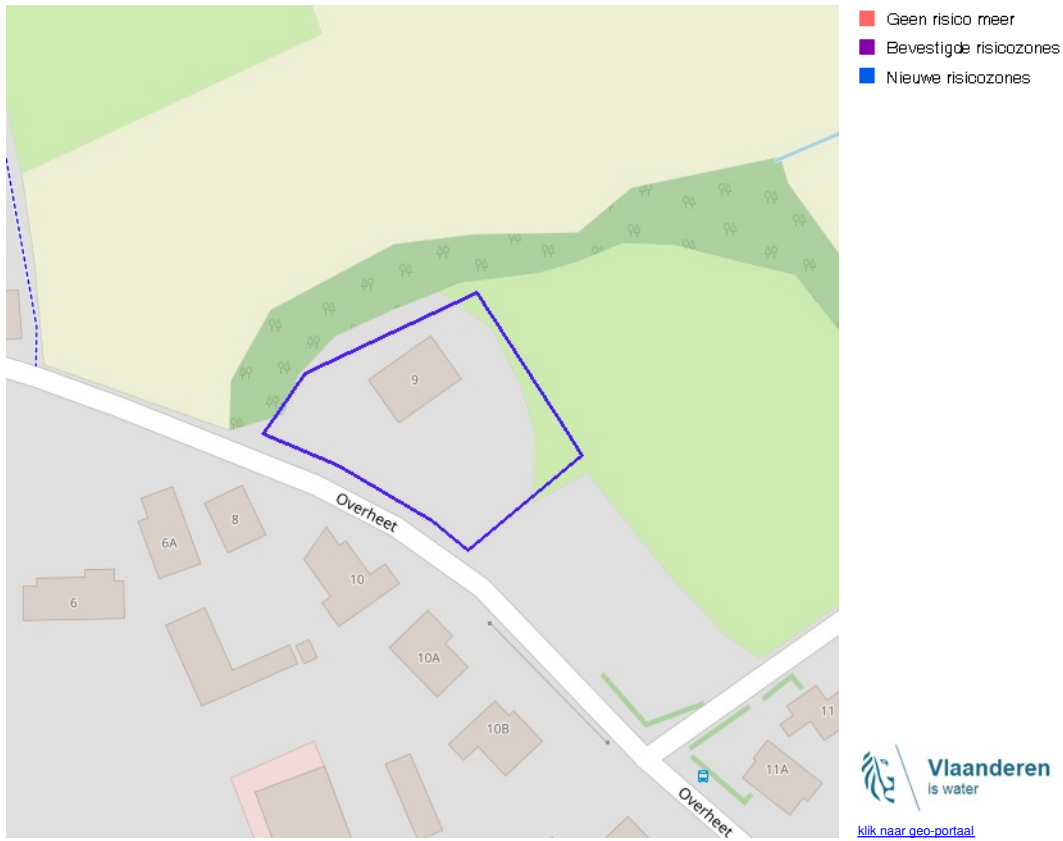 Geen risico meer
Bevestigde risicozones
Nieuwe risicozones
9
Overheet
8
6A
10
6
10A
10B
11
11A
Overheet
Vlaanderen
is water
klik naar geo-portaal